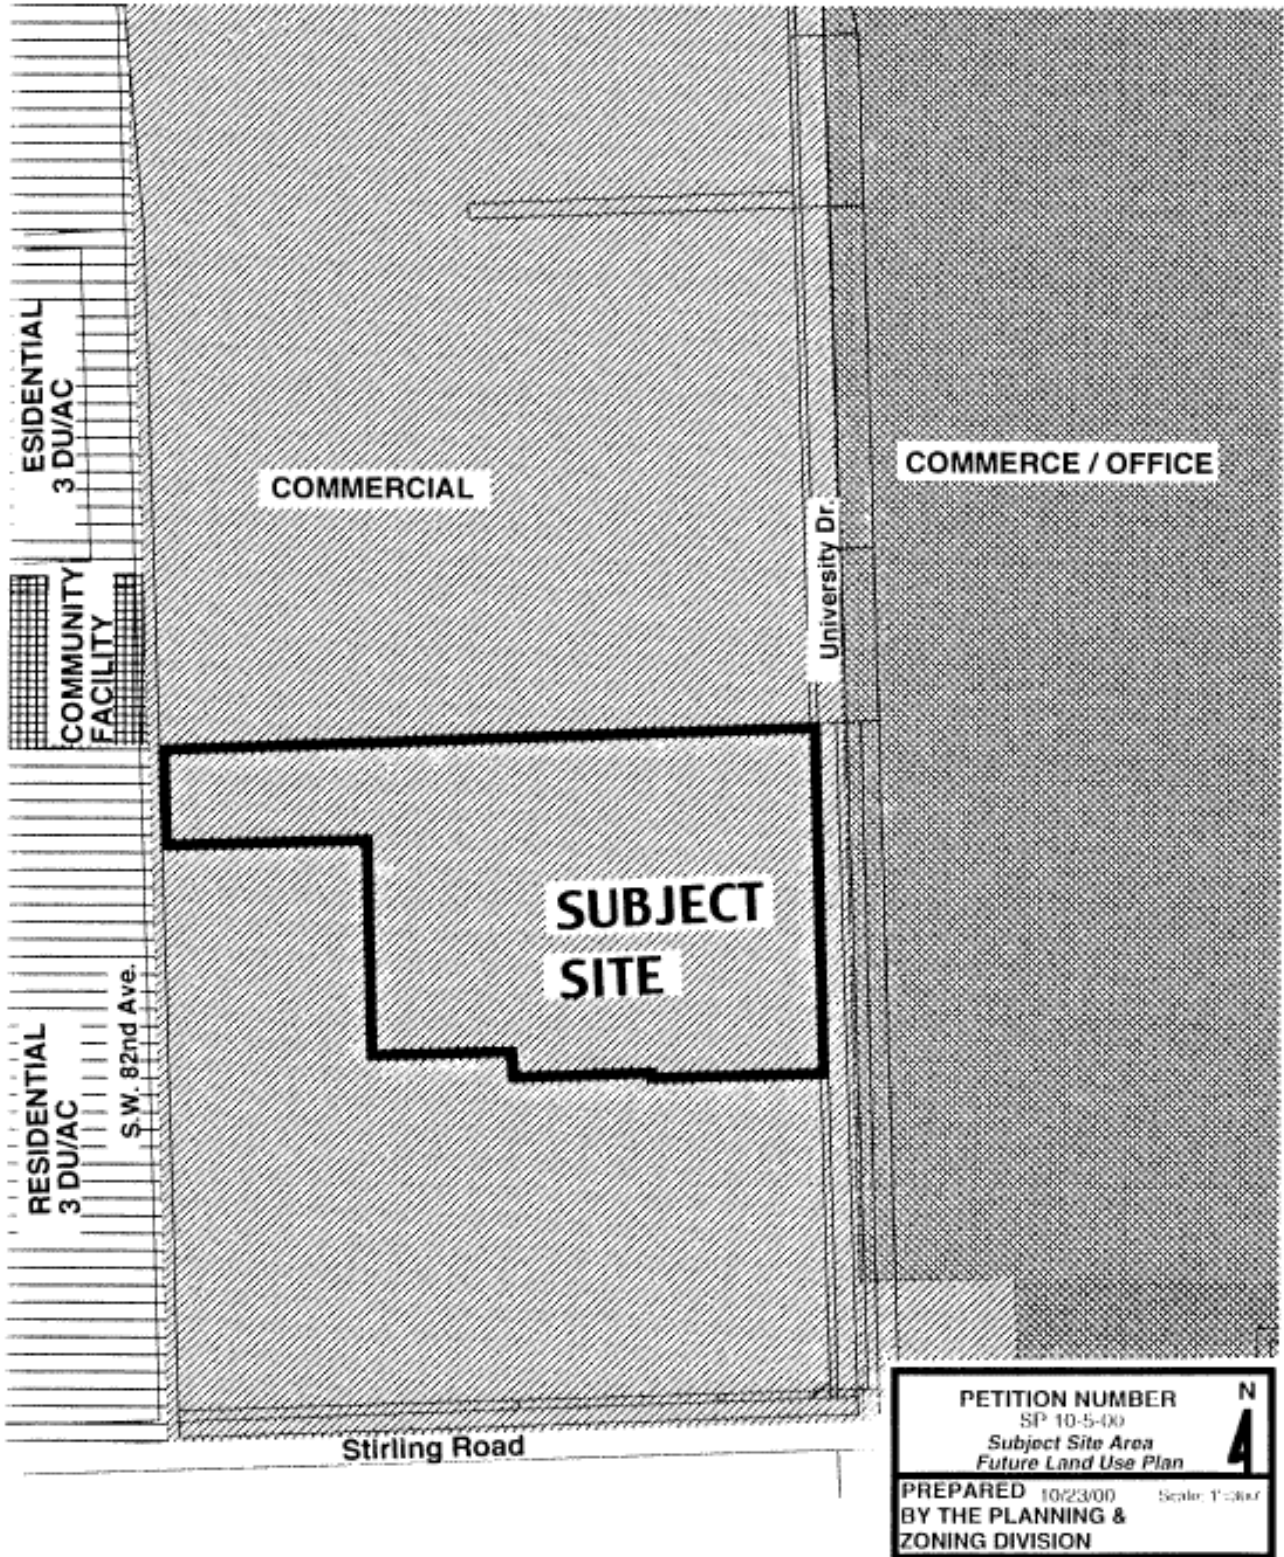 ESIDENTIAL
3 DU/AC
COMMERCIAL
COMMERCE / OFFICE
University Dr.
COMMUNITY
FACILITY
SUBJECT
SITE
S.W. 82nd Ave.
RESIDENTIAL
3 DU/AC
Stirling Road
PETITION NUMBER
SP 10-5-00
Subject Site Area
Future Land Use Plan
N
PREPARED 10/23/00 Scale:
BY THE PLANNING &
ZONING DIVISION